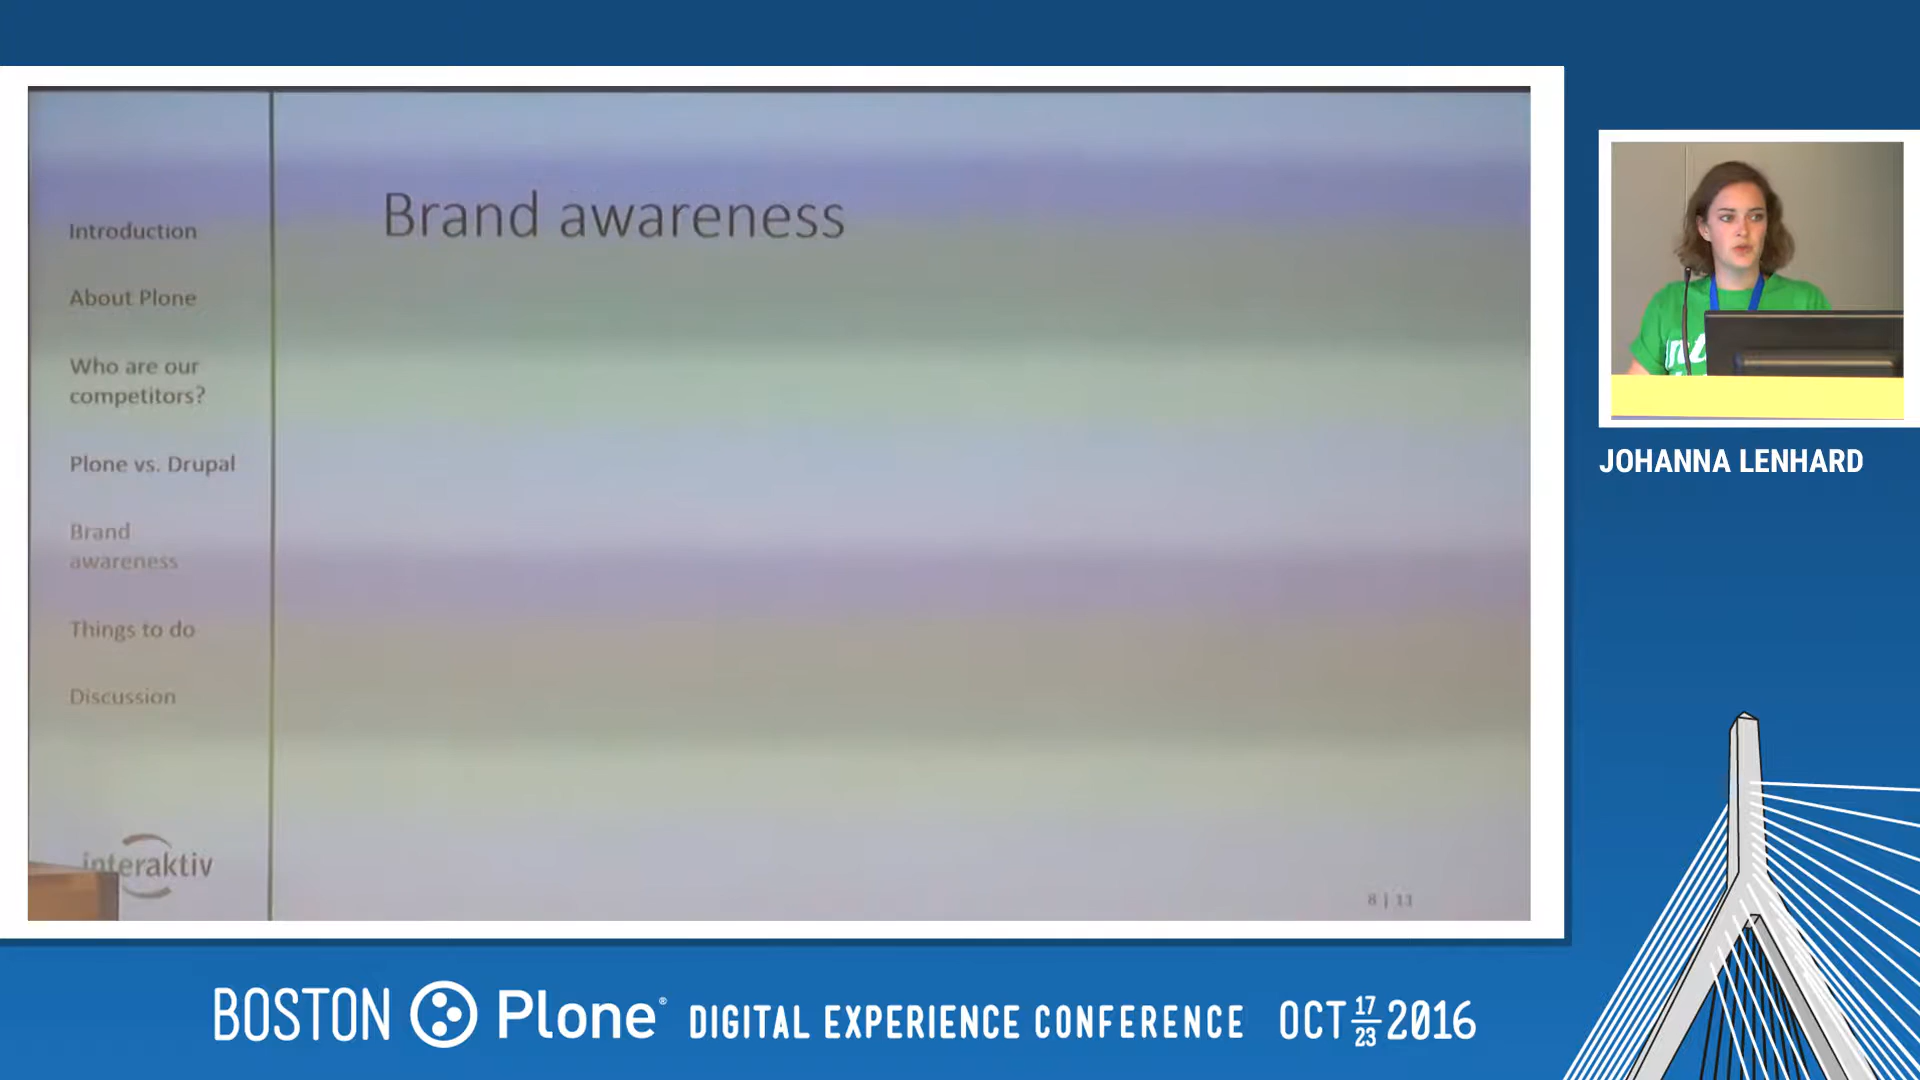 Brand awareness
Introduction
About Plone
Who are our
competitors?
Plone vs. Drupal
Brand
awareness
Things to do
Discussion
interaktiv
8 | 11
JOHANNA LENHARD
BOSTON Plone® DIGITAL EXPERIENCE CONFERENCE OCT 17 23 2016